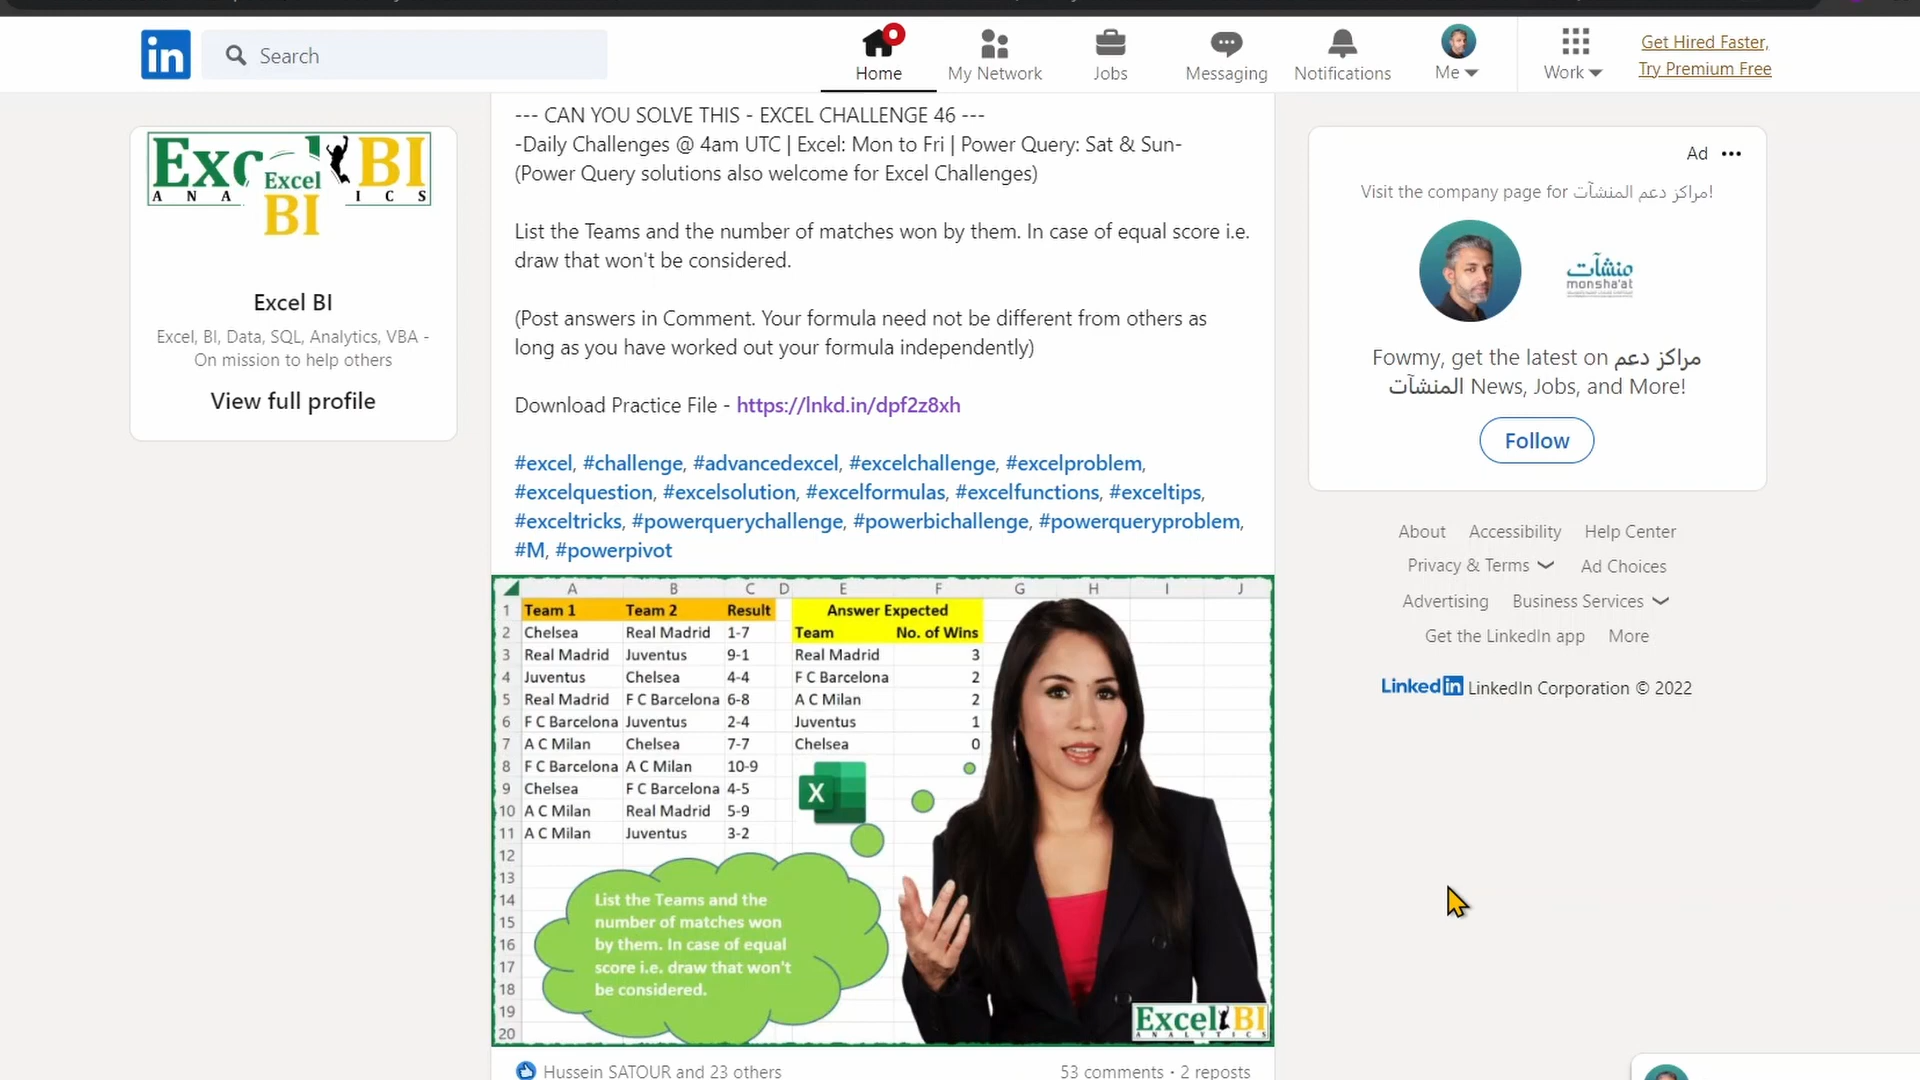 in
Search
Home
My Network
Jobs
Messaging
Notifications
Me
Work
Get Hired Faster,
Try Premium Free
Excel BI
ANA ICS
Excel
BI
Excel BI
Excel, BI, Data, SQL, Analytics, VBA -
On mission to help others
View full profile
--- CAN YOU SOLVE THIS - EXCEL CHALLENGE 46 ---
-Daily Challenges @ 4am UTC | Excel: Mon to Fri | Power Query: Sat & Sun-
(Power Query solutions also welcome for Excel Challenges)
List the Teams and the number of matches won by them. In case of equal score i.e.
draw that won't be considered.
(Post answers in Comment. Your formula need not be different from others as
long as you have worked out your formula independently)
Download Practice File - https://lnkd.in/dpf2z8xh
#excel, #challenge, #advancedexcel, #excelchallenge, #excelproblem,
#excelquestion, #excelsolution, #excelformulas, #excelfunctions, #exceltips,
#exceltricks, #powerquerychallenge, #powerbichallenge, #powerqueryproblem,
#M, #powerpivot
A B C D E F G H I J
1 Team 1 Team 2 Result Answer Expected
2 Chelsea Real Madrid 1-7 Team No. of Wins
3 Real Madrid Juventus 9-1 Real Madrid 3
4 Juventus Chelsea 4-4 F C Barcelona 2
5 Real Madrid F C Barcelona 6-8 A C Milan 2
6 F C Barcelona Juventus 2-4 Juventus 1
7 A C Milan Chelsea 7-7 Chelsea 0
8 F C Barcelona A C Milan 10-9
9 Chelsea F C Barcelona 4-5
10 A C Milan Real Madrid 5-9
11 A C Milan Juventus 3-2
12
13
14
15
16
17
18
19
20
X
List the Teams and the
number of matches won
by them. In case of equal
score i.e. draw that won't
be considered.
Excel BI
ANALYTICS
Hussein SATOUR and 23 others
53 comments • 2 reposts
Ad
Visit the company page for مراكز دعم المنشآت!
منشآت
monsha'at
Fowmy, get the latest on مراكز دعم
المنشآت News, Jobs, and More!
Follow
About Accessibility Help Center
Privacy & Terms Ad Choices
Advertising Business Services
Get the LinkedIn app More
LinkedIn LinkedIn Corporation © 2022